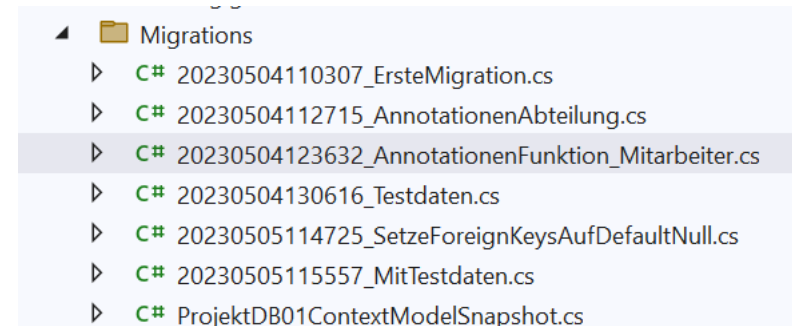 Migrations
C# 20230504110307_ErsteMigration.cs
C# 20230504112715_AnnotationenAbteilung.cs
C# 20230504123632_AnnotationenFunktion_Mitarbeiter.cs
C# 20230504130616_Testdaten.cs
C# 20230505114725_SetzeForeignKeysAufDefaultNull.cs
C# 20230505115557_MitTestdaten.cs
C# ProjektDB01ContextModelSnapshot.cs